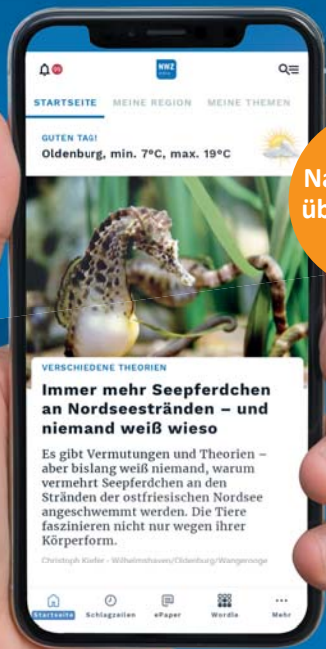 NWZ
STARTSEITE MEINE REGION MEINE THEMEN
GUTEN TAG!
Oldenburg, min. 7°C, max. 19°C
Na
üb
VERSCHIEDENE THEORIEN
Immer mehr Seepferdchen
an Nordseestränden – und
niemand weiß wieso
Es gibt Vermutungen und Theorien –
aber bislang weiß niemand, warum
vermehrt Seepferdchen an den
Stränden der ostfriesischen Nordsee
angeschwemmt werden. Die Tiere
faszinieren nicht nur wegen ihrer
Körperform.
Christoph Kiefer - Wilhelmshaven/Oldenburg/Wangerooge
Startseite Schlagzeilen ePaper Wordle Mehr